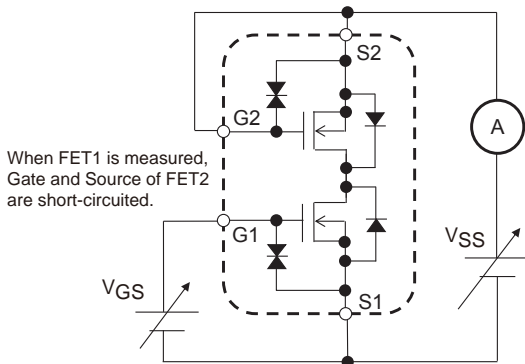 S2
G2
A
When FET1 is measured,
Gate and Source of FET2
are short-circuited.
G1
VSS
VGS
S1